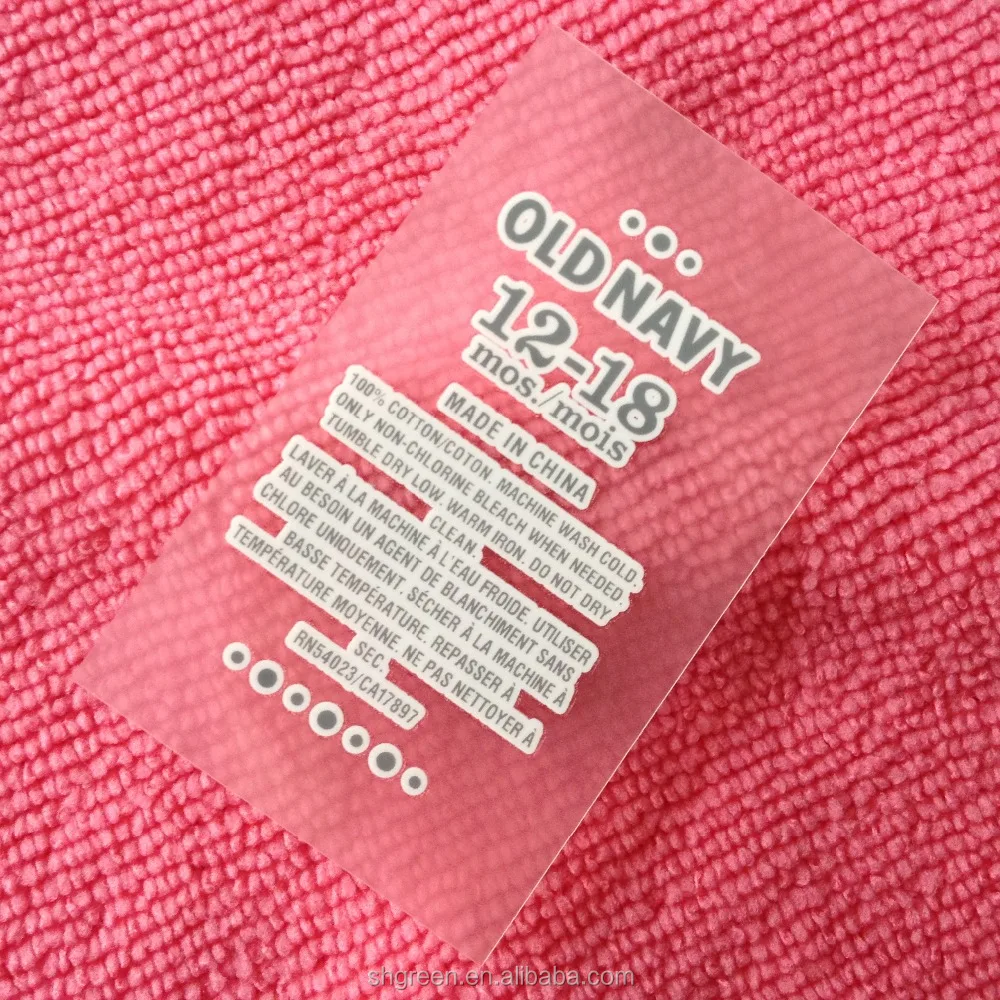 OLD NAVY
12-18
mos./mois
MADE IN CHINA
100% COTTON/COTON. MACHINE WASH COLD.
ONLY NON-CHLORINE BLEACH WHEN NEEDED.
TUMBLE DRY LOW. WARM IRON. DO NOT DRY
CLEAN.
LAVER À LA MACHINE À L'EAU FROIDE. UTILISER
AU BESOIN UN AGENT DE BLANCHIMENT SANS
CHLORE UNIQUEMENT. SÉCHER À LA MACHINE À
BASSE TEMPÉRATURE. REPASSER À
TEMPÉRATURE MOYENNE. NE PAS NETTOYER À
SEC.
RN54023/CA17897
shgreen.en.alibaba.com